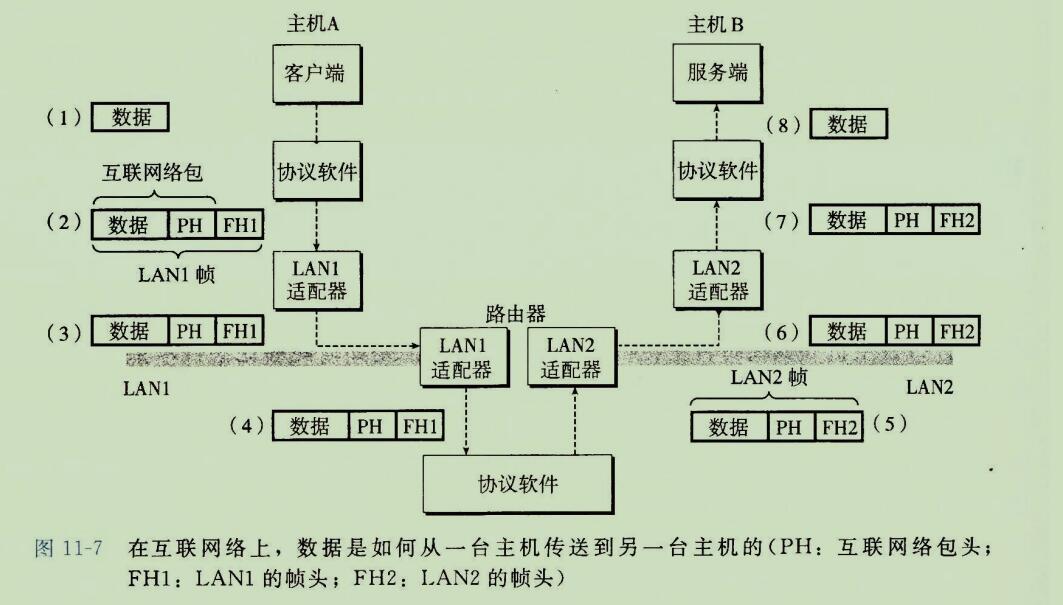 主机A
主机 B
客户端
服务端
(1) 数据
(8) 数据
协议软件
协议软件
互联网络包
(2) 数据 PH FH1
LAN1 帧
(7) 数据 PH FH2
LAN1
适配器
LAN2
适配器
(3) 数据 PH FH1
路由器
(6) 数据 PH FH2
LAN1
适配器
LAN2
适配器
LAN1
LAN2 帧
LAN2
(4) 数据 PH FH1
数据 PH FH2 (5)
协议软件
图 11-7 在互联网络上，数据是如何从一台主机传送到另一台主机的(PH：互联网络包头；
FH1：LAN1 的帧头；FH2：LAN2 的帧头)